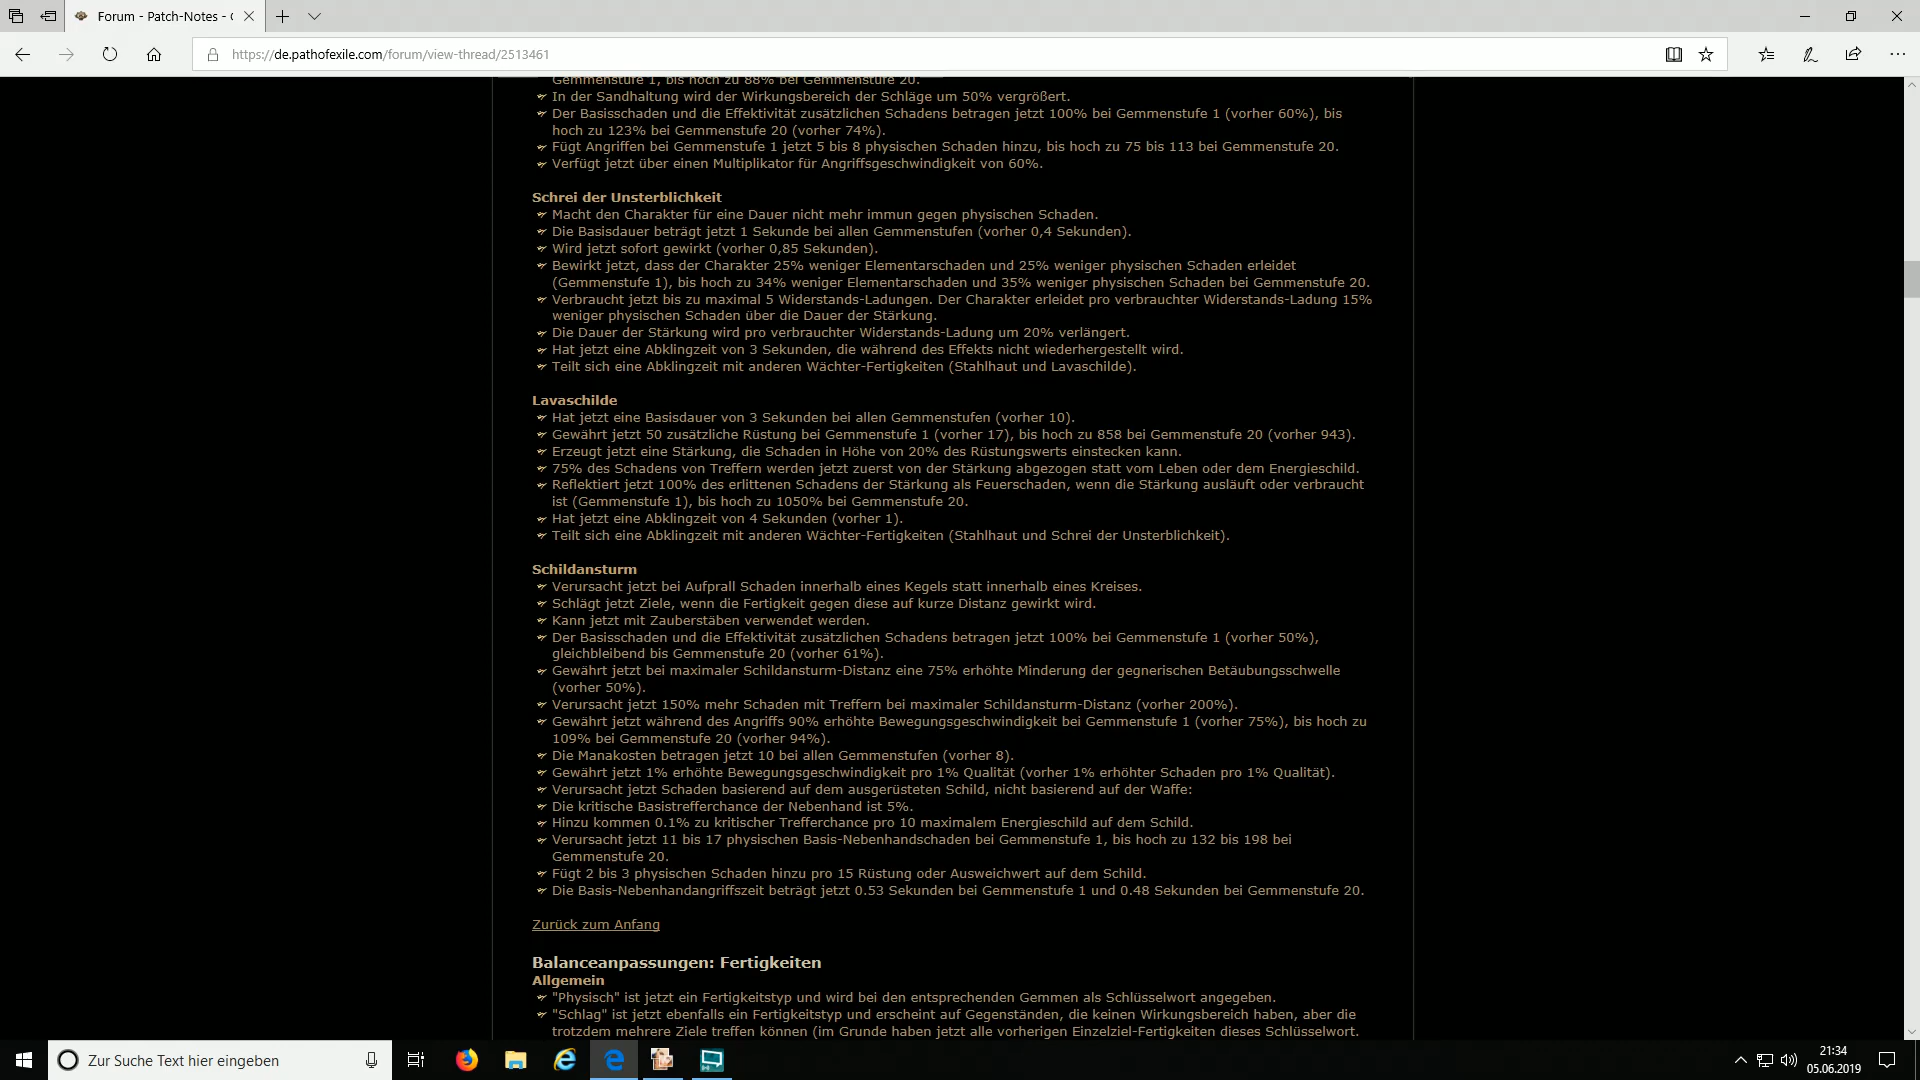 Forum - Patch-Notes - (
https://de.pathofexile.com/forum/view-thread/2513461
Gemmenstufe 1, bis hoch zu 88% bei Gemmenstufe 20.
In der Sandhaltung wird der Wirkungsbereich der Schläge um 50% vergrößert.
Der Basisschaden und die Effektivität zusätzlichen Schadens betragen jetzt 100% bei Gemmenstufe 1 (vorher 60%), bis
hoch zu 123% bei Gemmenstufe 20 (vorher 74%).
Fügt Angriffen bei Gemmenstufe 1 jetzt 5 bis 8 physischen Schaden hinzu, bis hoch zu 75 bis 113 bei Gemmenstufe 20.
Verfügt jetzt über einen Multiplikator für Angriffsgeschwindigkeit von 60%.
Schrei der Unsterblichkeit
Macht den Charakter für eine Dauer nicht mehr immun gegen physischen Schaden.
Die Basisdauer beträgt jetzt 1 Sekunde bei allen Gemmenstufen (vorher 0,4 Sekunden).
Wird jetzt sofort gewirkt (vorher 0,85 Sekunden).
Bewirkt jetzt, dass der Charakter 25% weniger Elementarschaden und 25% weniger physischen Schaden erleidet
(Gemmenstufe 1), bis hoch zu 34% weniger Elementarschaden und 35% weniger physischen Schaden bei Gemmenstufe 20.
Verbraucht jetzt bis zu maximal 5 Widerstands-Ladungen. Der Charakter erleidet pro verbrauchter Widerstands-Ladung 15%
weniger physischen Schaden über die Dauer der Stärkung.
Die Dauer der Stärkung wird pro verbrauchter Widerstands-Ladung um 20% verlängert.
Hat jetzt eine Abklingzeit von 3 Sekunden, die während des Effekts nicht wiederhergestellt wird.
Teilt sich eine Abklingzeit mit anderen Wächter-Fertigkeiten (Stahlhaut und Lavaschilde).
Lavaschilde
Hat jetzt eine Basisdauer von 3 Sekunden bei allen Gemmenstufen (vorher 10).
Gewährt jetzt 50 zusätzliche Rüstung bei Gemmenstufe 1 (vorher 17), bis hoch zu 858 bei Gemmenstufe 20 (vorher 943).
Erzeugt jetzt eine Stärkung, die Schaden in Höhe von 20% des Rüstungswerts einstecken kann.
75% des Schadens von Treffern werden jetzt zuerst von der Stärkung abgezogen statt vom Leben oder dem Energieschild.
Reflektiert jetzt 100% des erlittenen Schadens der Stärkung als Feuerschaden, wenn die Stärkung ausläuft oder verbraucht
ist (Gemmenstufe 1), bis hoch zu 1050% bei Gemmenstufe 20.
Hat jetzt eine Abklingzeit von 4 Sekunden (vorher 1).
Teilt sich eine Abklingzeit mit anderen Wächter-Fertigkeiten (Stahlhaut und Schrei der Unsterblichkeit).
Schildansturm
Verursacht jetzt bei Aufprall Schaden innerhalb eines Kegels statt innerhalb eines Kreises.
Schlägt jetzt Ziele, wenn die Fertigkeit gegen diese auf kurze Distanz gewirkt wird.
Kann jetzt mit Zauberstäben verwendet werden.
Der Basisschaden und die Effektivität zusätzlichen Schadens betragen jetzt 100% bei Gemmenstufe 1 (vorher 50%),
gleichbleibend bis Gemmenstufe 20 (vorher 61%).
Gewährt jetzt bei maximaler Schildansturm-Distanz eine 75% erhöhte Minderung der gegnerischen Betäubungsschwelle
(vorher 50%).
Verursacht jetzt 150% mehr Schaden mit Treffern bei maximaler Schildansturm-Distanz (vorher 200%).
Gewährt jetzt während des Angriffs 90% erhöhte Bewegungsgeschwindigkeit bei Gemmenstufe 1 (vorher 75%), bis hoch zu
109% bei Gemmenstufe 20 (vorher 94%).
Die Manakosten betragen jetzt 10 bei allen Gemmenstufen (vorher 8).
Gewährt jetzt 1% erhöhte Bewegungsgeschwindigkeit pro 1% Qualität (vorher 1% erhöhter Schaden pro 1% Qualität).
Verursacht jetzt Schaden basierend auf dem ausgerüsteten Schild, nicht basierend auf der Waffe:
Die kritische Basistrefferchance der Nebenhand ist 5%.
Hinzu kommen 0.1% zu kritischer Trefferchance pro 10 maximalem Energieschild auf dem Schild.
Verursacht jetzt 11 bis 17 physischen Basis-Nebenhandschaden bei Gemmenstufe 1, bis hoch zu 132 bis 198 bei
Gemmenstufe 20.
Fügt 2 bis 3 physischen Schaden hinzu pro 15 Rüstung oder Ausweichwert auf dem Schild.
Die Basis-Nebenhandangriffszeit beträgt jetzt 0.53 Sekunden bei Gemmenstufe 1 und 0.48 Sekunden bei Gemmenstufe 20.
Zurück zum Anfang
Balanceanpassungen: Fertigkeiten
Allgemein
"Physisch" ist jetzt ein Fertigkeitstyp und wird bei den entsprechenden Gemmen als Schlüsselwort angegeben.
"Schlag" ist jetzt ebenfalls ein Fertigkeitstyp und erscheint auf Gegenständen, die keinen Wirkungsbereich haben, aber die
trotzdem mehrere Ziele treffen können (im Grunde haben jetzt alle vorherigen Einzelziel-Fertigkeiten dieses Schlüsselwort.
Zur Suche Text hier eingeben
21:34
05.06.2019